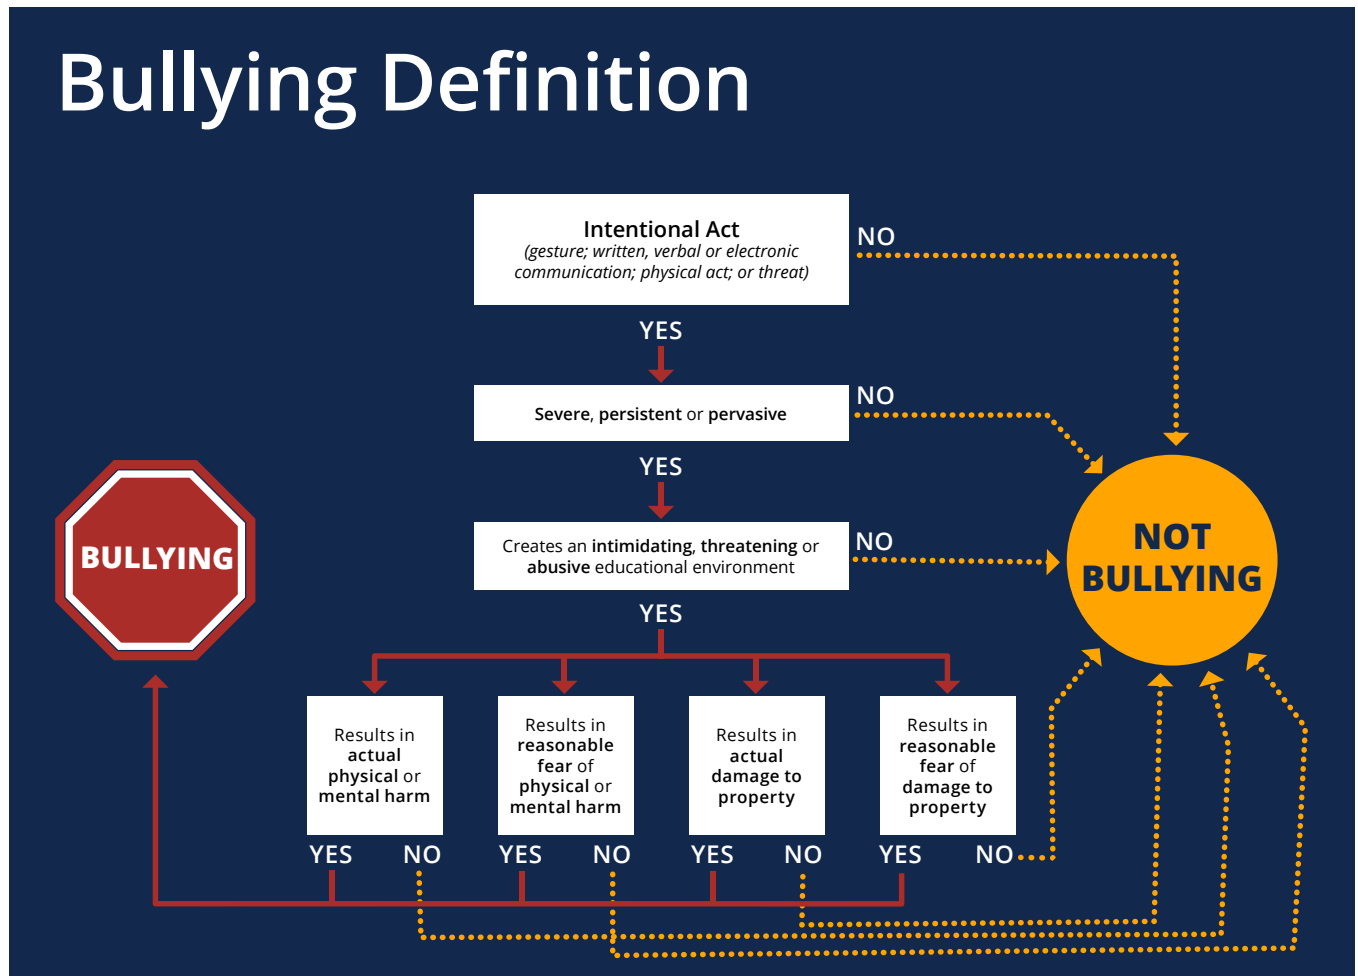 Bullying Definition
Intentional Act
(gesture; written, verbal or electronic
communication; physical act; or threat)
NO
YES
Severe, persistent or pervasive
NO
YES
Creates an intimidating, threatening or
abusive educational environment
NO
YES
BULLYING
NOT
BULLYING
Results in
actual
physical or
mental harm
YES NO
Results in
reasonable
fear of
physical or
mental harm
YES NO
Results in
actual
damage to
property
YES NO
Results in
reasonable
fear of
damage to
property
YES NO